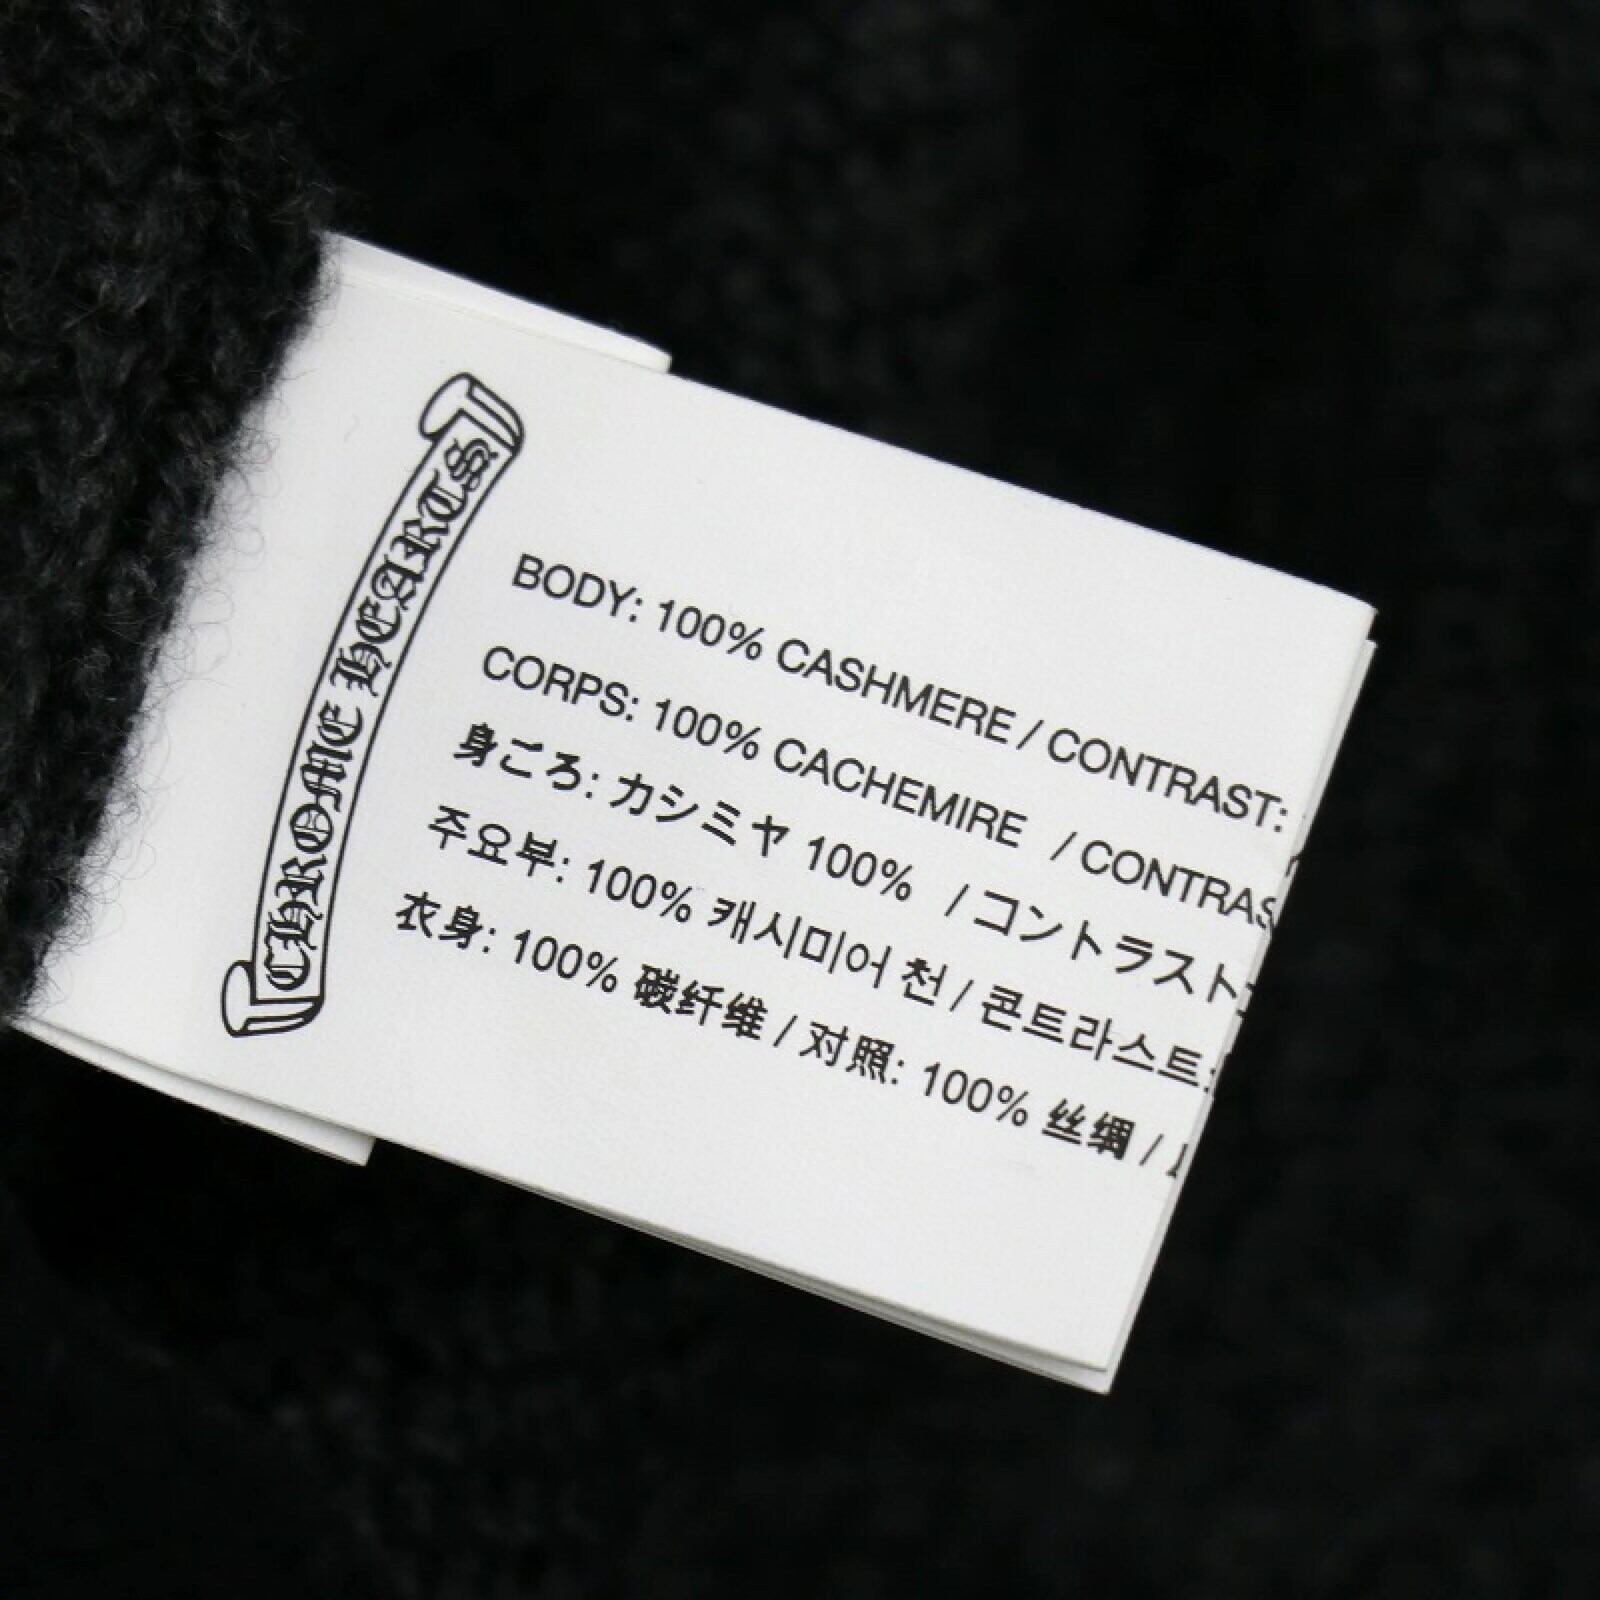 CHROME HEARTS
BODY: 100% CASHMERE / CONTRAST:
CORPS: 100% CACHEMIRE / CONTRAS
身ごろ: カシミヤ 100% / コントラスト
주요부: 100% 캐시미어 천 / 콘트라스트:
衣身: 100% 碳纤维 / 对照: 100% 丝绸 /